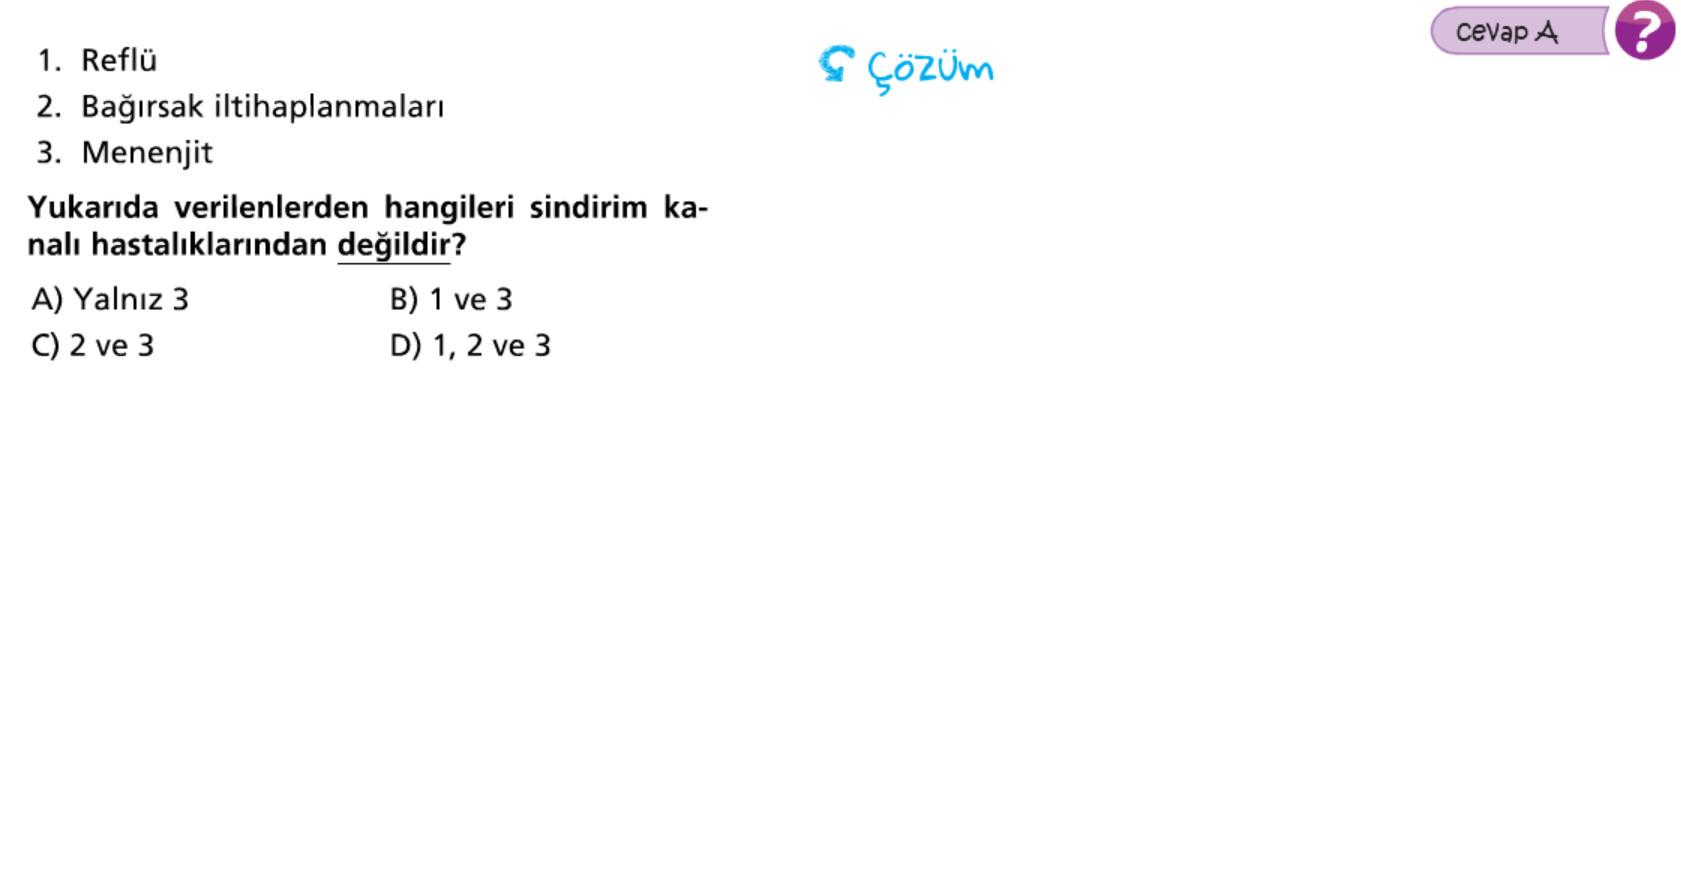 1. Reflü
2. Bağırsak iltihaplanmaları
3. Menenjit
Yukarıda verilenlerden hangileri sindirim ka-
nalı hastalıklarından değildir?
A) Yalnız 3 B) 1 ve 3
C) 2 ve 3 D) 1, 2 ve 3
Çözüm
Cevap A ?